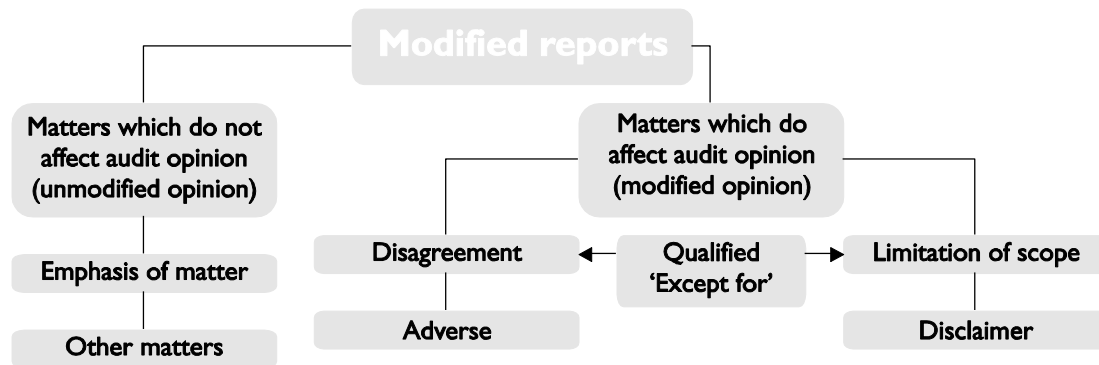 Modified reports
Matters which do not
affect audit opinion
(unmodified opinion)
Matters which do
affect audit opinion
(modified opinion)
Disagreement
Qualified
‘Except for’
Limitation of scope
Emphasis of matter
Adverse
Disclaimer
Other matters